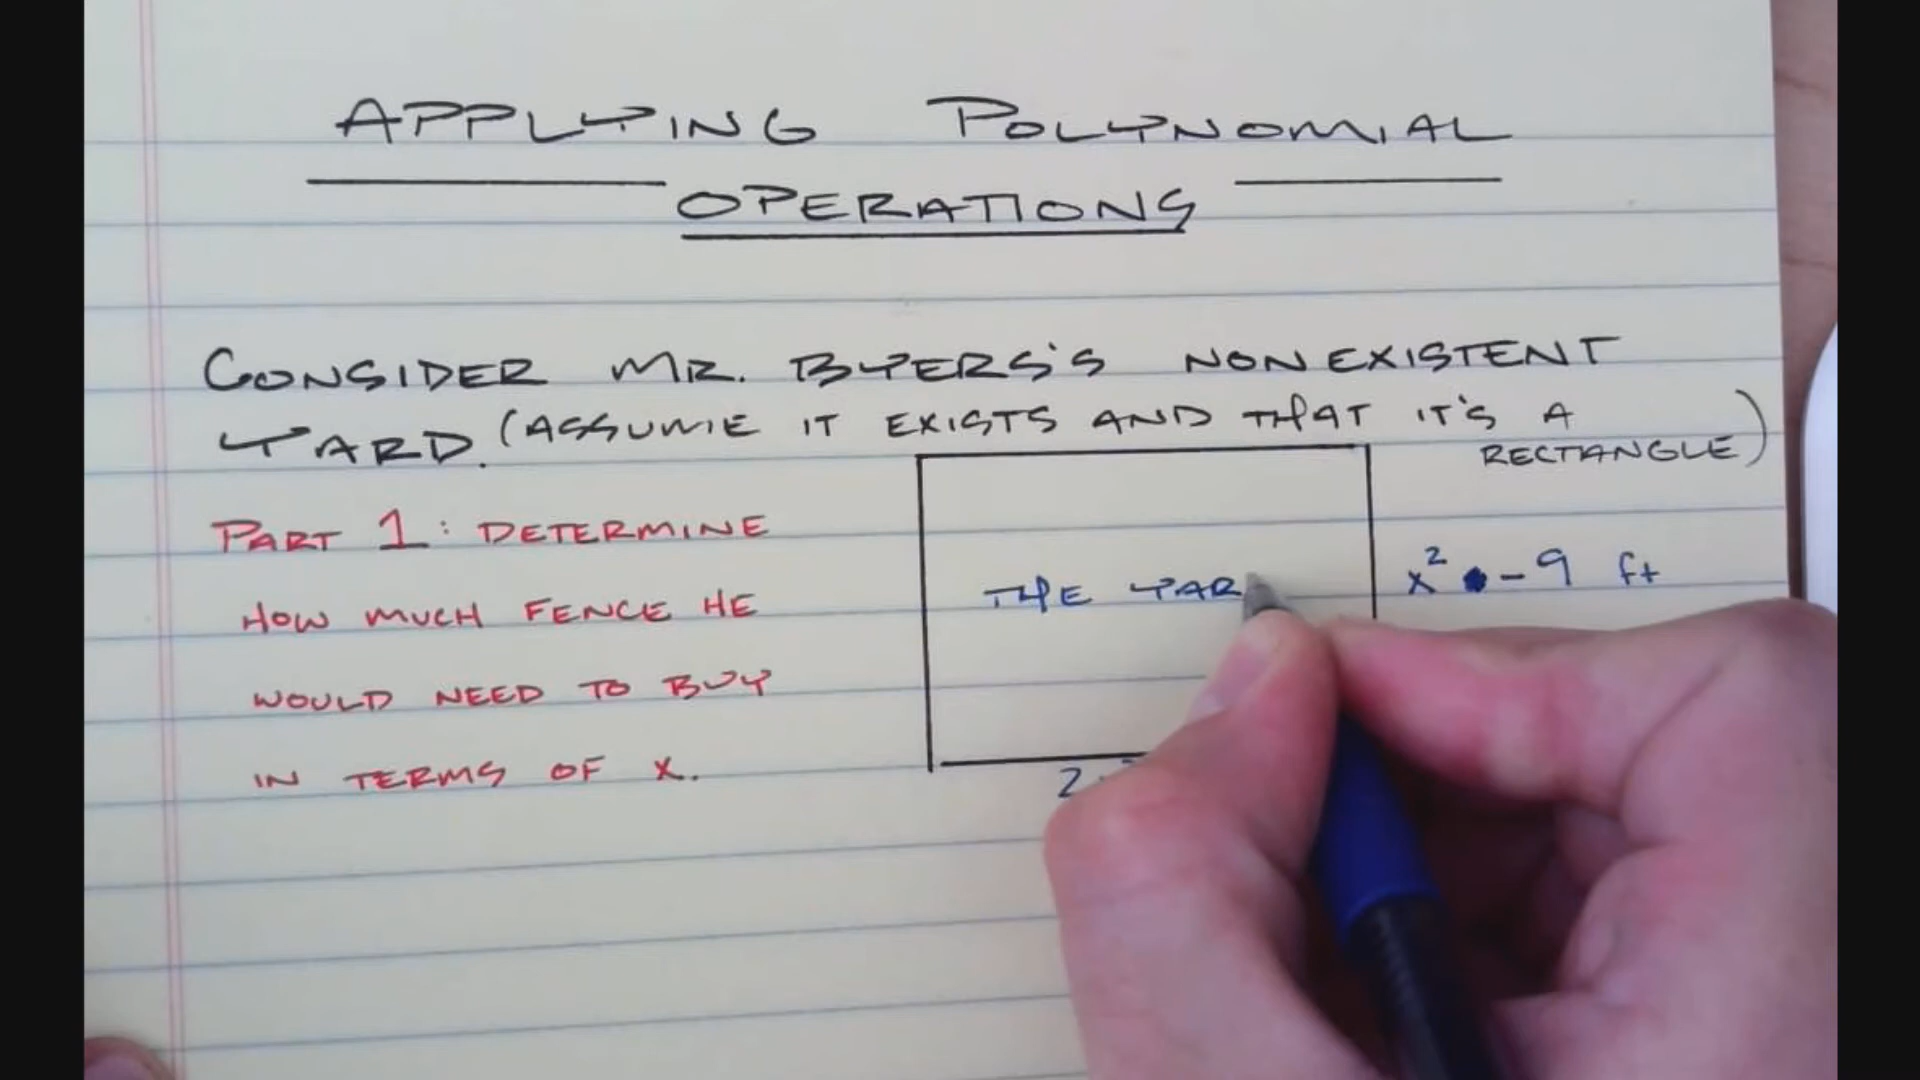 APPLYING POLYNOMIAL
OPERATIONS
CONSIDER MR. BYERS'S NONEXISTENT
YARD. (ASSUME IT EXISTS AND THAT IT'S A
RECTANGLE)
PART 1: DETERMINE
HOW MUCH FENCE HE
WOULD NEED TO BUY
IN TERMS OF X.
THE YAR
x² - 9 ft
2